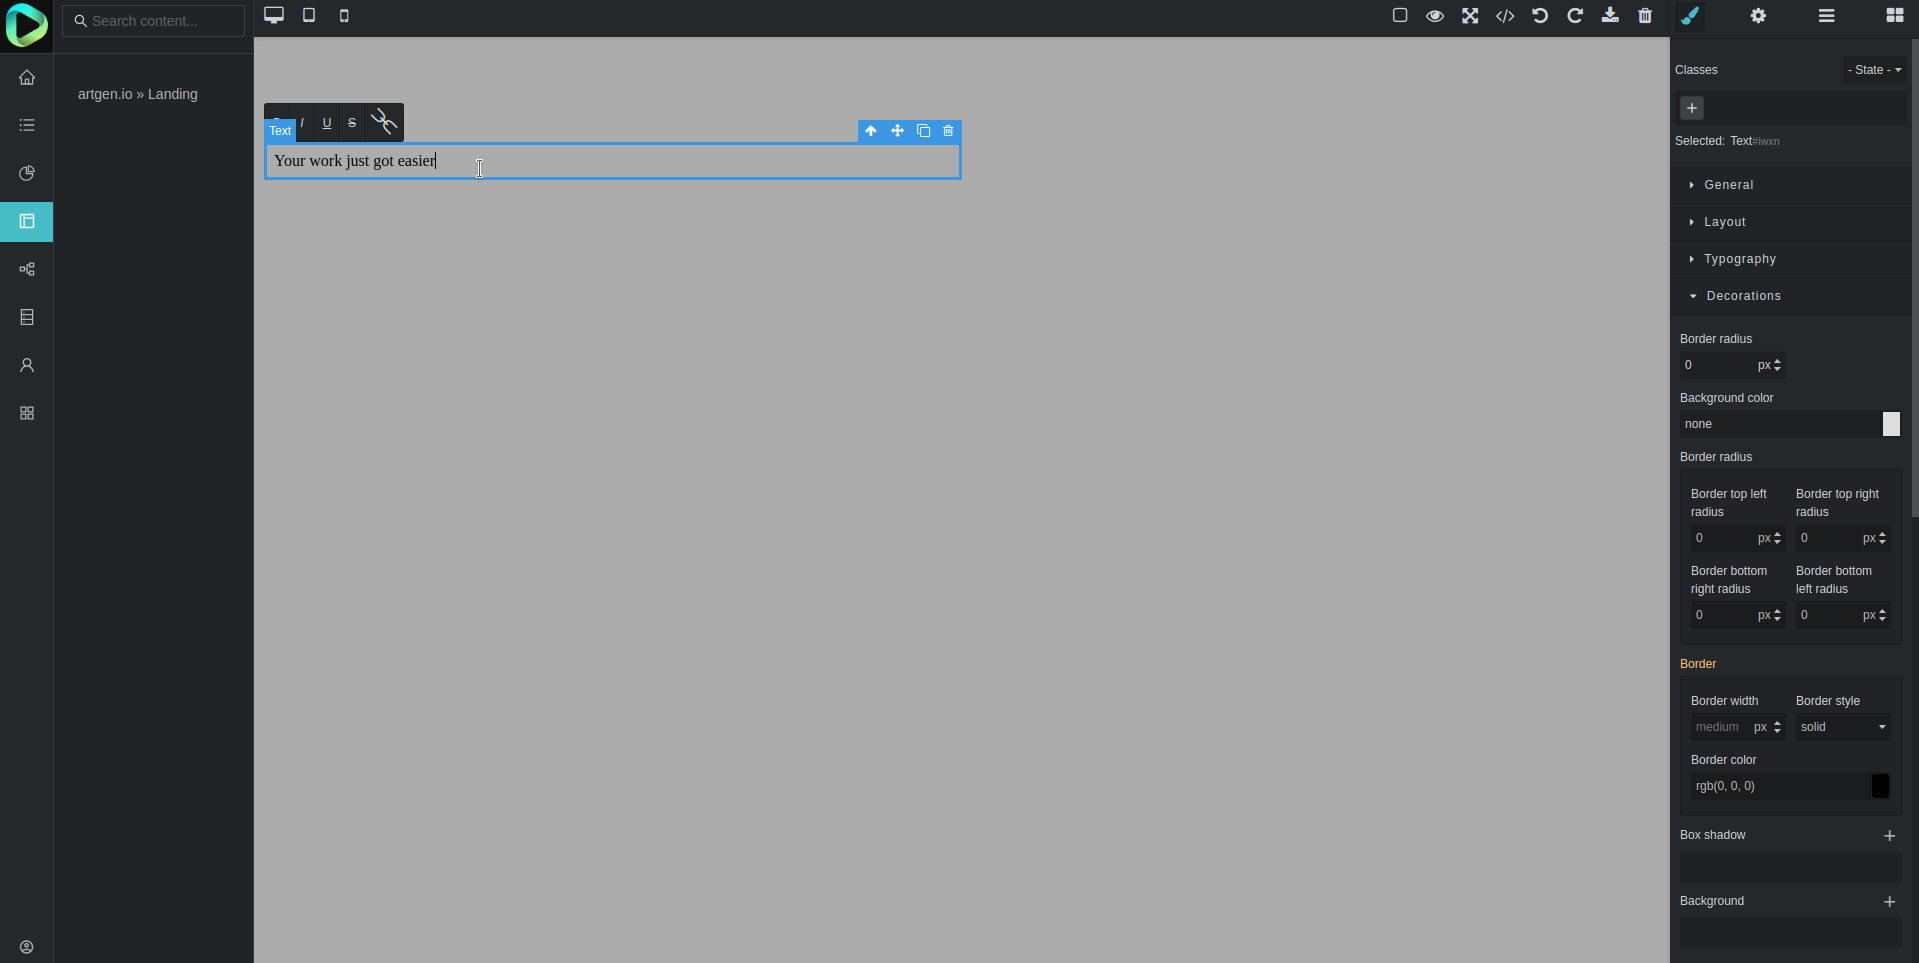 Search content...
artgen.io » Landing
I U S
Text
Your work just got easier
Classes
- State -
+
Selected: Text#iwxn
General
Layout
Typography
Decorations
Border radius
0 px
Background color
none
Border radius
Border top left radius
0 px
Border top right radius
0 px
Border bottom right radius
0 px
Border bottom left radius
0 px
Border
Border width
medium px
Border style
solid
Border color
rgb(0, 0, 0)
Box shadow +
Background +